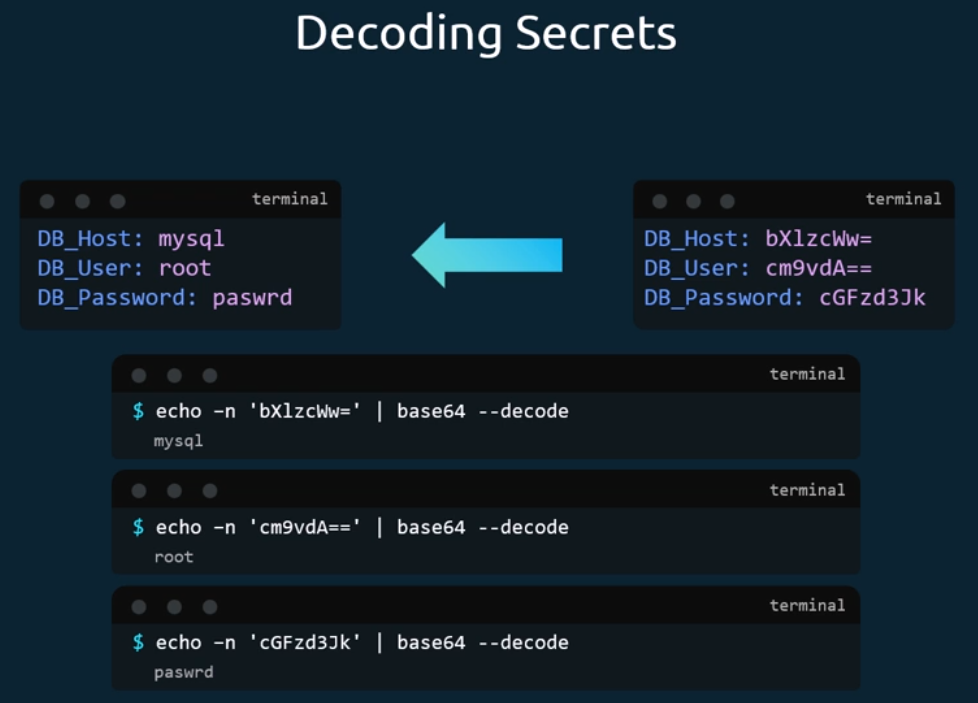 Decoding Secrets
terminal
DB_Host: mysql
DB_User: root
DB_Password: paswrd
terminal
DB_Host: bXlzcWw=
DB_User: cm9vdA==
DB_Password: cGFzd3Jk
terminal
$ echo -n 'bXlzcWw=' | base64 --decode
mysql
terminal
$ echo -n 'cm9vdA==' | base64 --decode
root
terminal
$ echo -n 'cGFzd3Jk' | base64 --decode
paswrd